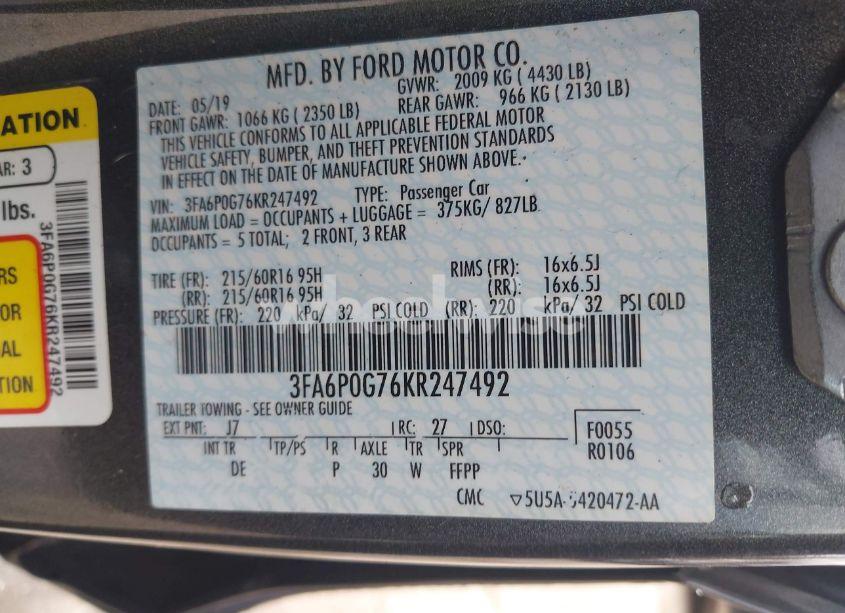 MFD. BY FORD MOTOR CO.
DATE: 05/19
GVWR: 2009 KG ( 4430 LB)
FRONT GAWR: 1066 KG ( 2350 LB)
REAR GAWR: 966 KG ( 2130 LB)
THIS VEHICLE CONFORMS TO ALL APPLICABLE FEDERAL MOTOR
VEHICLE SAFETY, BUMPER, AND THEFT PREVENTION STANDARDS
IN EFFECT ON THE DATE OF MANUFACTURE SHOWN ABOVE.
VIN: 3FA6P0G76KR247492 TYPE: Passenger Car
MAXIMUM LOAD = OCCUPANTS + LUGGAGE = 375KG/ 827LB
OCCUPANTS = 5 TOTAL; 2 FRONT, 3 REAR
TIRE (FR): 215/60R16 95H RIMS (FR): 16x6.5J
(RR): 215/60R16 95H (RR): 16x6.5J
PRESSURE (FR): 220 kPa/ 32 PSI COLD (RR): 220 kPa/ 32 PSI COLD
3FA6P0G76KR247492
TRAILER TOWING - SEE OWNER GUIDE
EXT PNT: J7 RC: 27 DSO: F0055
INT TR TP/PS R AXLE TR SPR R0106
DE P 30 W FFPP
CMC 5U5A-5420472-AA
ATION
AR: 3
lbs.
3FA6P0G76KR247492
RS
OR
AL
TION